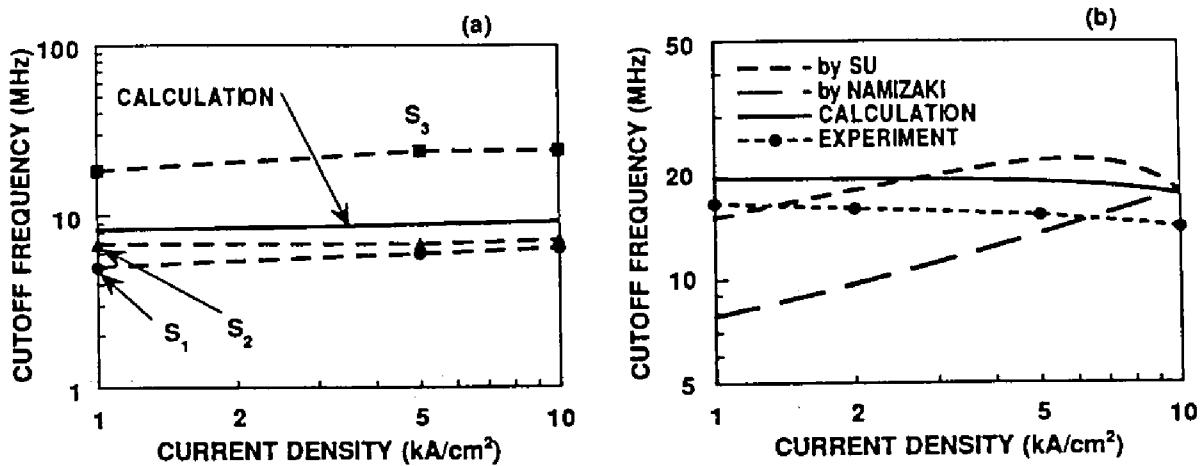 (a)
100
10
1
CUTOFF FREQUENCY (MHz)
CALCULATION
S3
S1
S2
1 2 5 10
CURRENT DENSITY (kA/cm²)
(b)
50
20
10
5
CUTOFF FREQUENCY (MHz)
by SU
by NAMIZAKI
CALCULATION
EXPERIMENT
1 2 5 10
CURRENT DENSITY (kA/cm²)